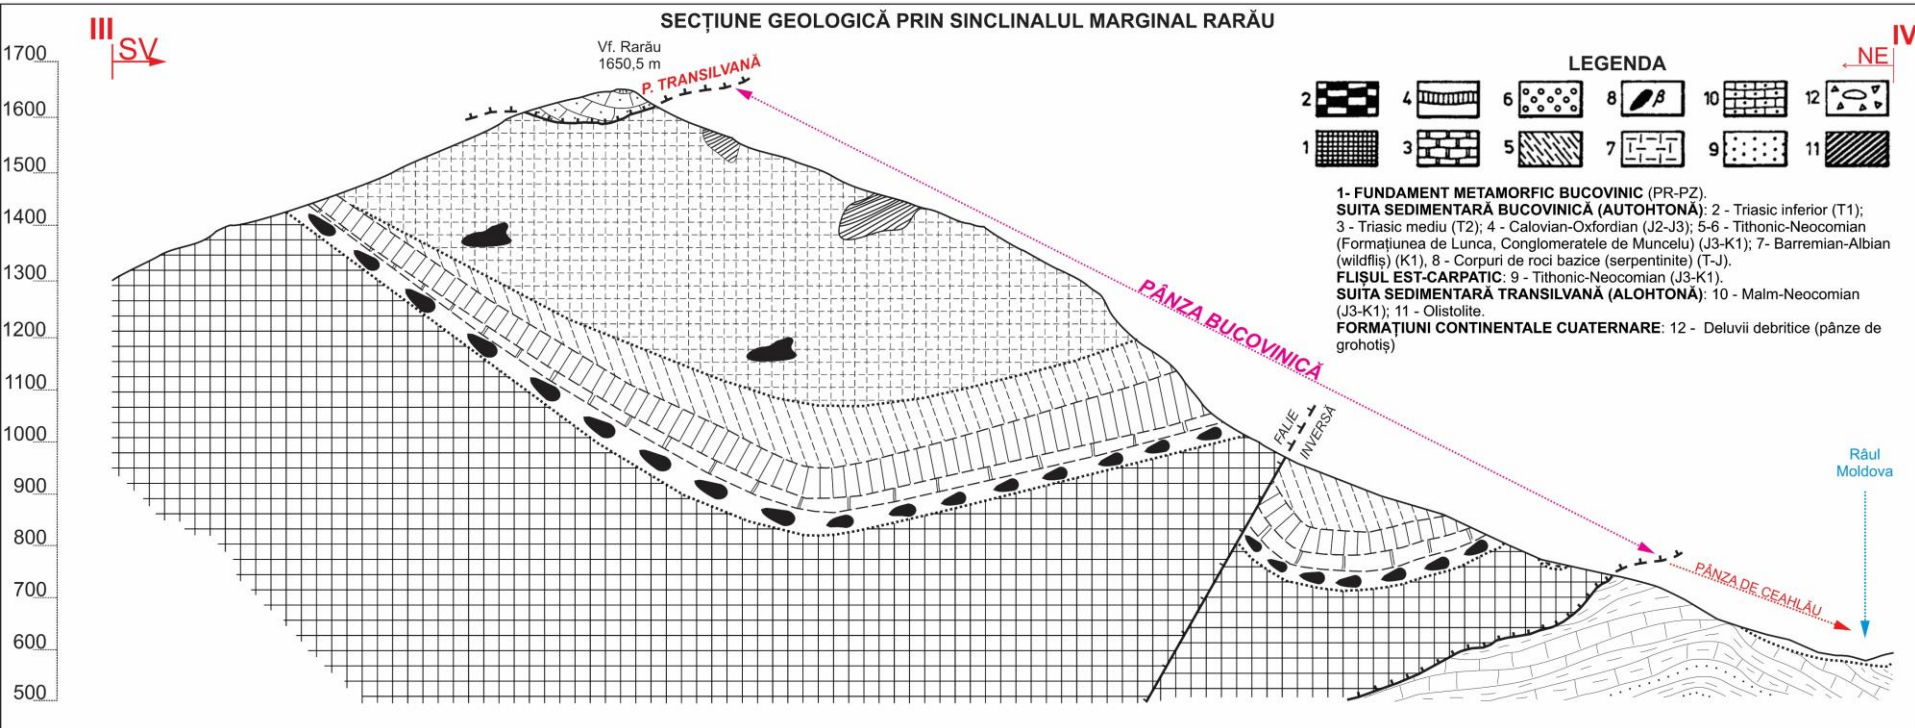 SECȚIUNE GEOLOGICĂ PRIN SINCLINALUL MARGINAL RARĂU
III
SV
IV
NE
Vf. Rarău
1650,5 m
P. TRANSILVANĂ
1700
1600
1500
1400
1300
1200
1100
1000
900
800
700
600
500
PÂNZA BUCOVINICĂ
FALIE
INVERSĂ
PÂNZA DE CEAHLĂU
Râul
Moldova
LEGENDA
2 4 6 8 β 10 12
1 3 5 7 9 11
1- FUNDAMENT METAMORFIC BUCOVINIC (PR-PZ).
SUITA SEDIMENTARĂ BUCOVINICĂ (AUTOHTONĂ): 2 - Triasic inferior (T1);
3 - Triasic mediu (T2); 4 - Calovian-Oxfordian (J2-J3); 5-6 - Tithonic-Neocomian
(Formațiunea de Lunca, Conglomeratele de Muncelu) (J3-K1); 7- Barremian-Albian
(wildfliș) (K1), 8 - Corpuri de roci bazice (serpentinite) (T-J).
FLIȘUL EST-CARPATIC: 9 - Tithonic-Neocomian (J3-K1).
SUITA SEDIMENTARĂ TRANSILVANĂ (ALOHTONĂ): 10 - Malm-Neocomian
(J3-K1); 11 - Olistolite.
FORMAȚIUNI CONTINENTALE CUATERNARE: 12 - Deluvii debritice (pânze de
grohotiș)